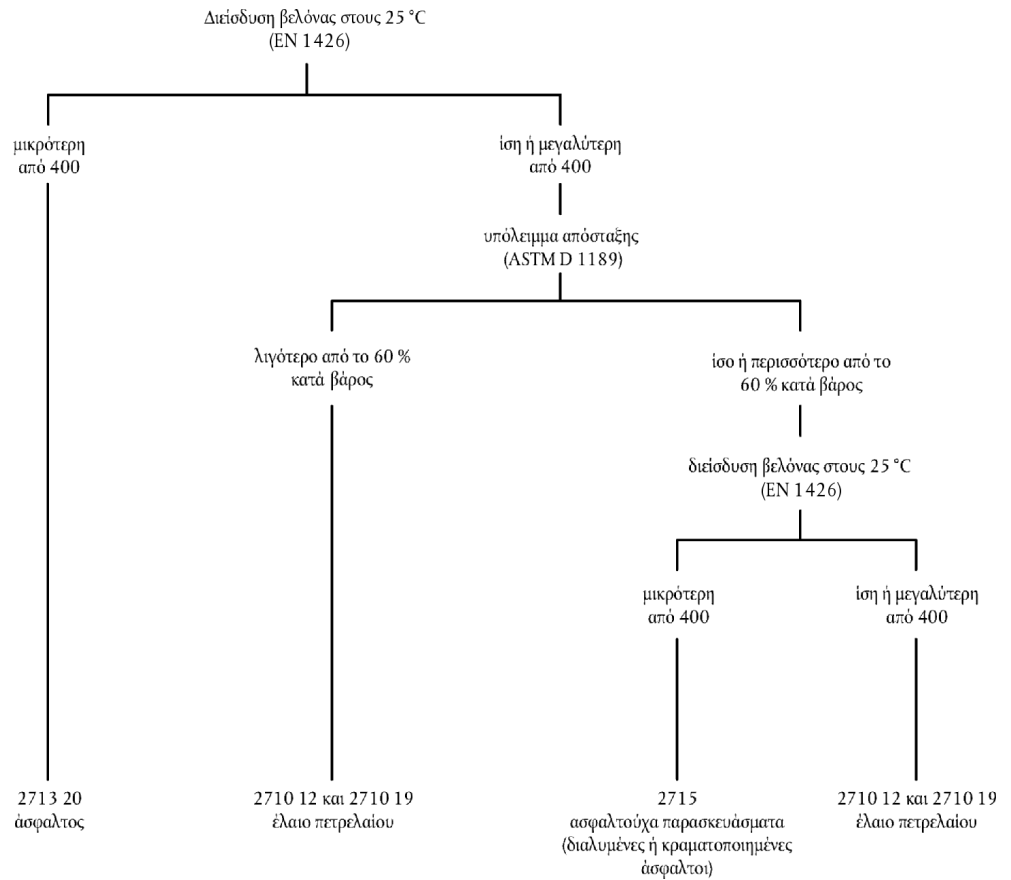 Διείσδυση βελόνας στους 25 °C
(EN 1426)
μικρότερη
από 400
ίση ή μεγαλύτερη
από 400
υπόλειμμα απόσταξης
(ASTM D 1189)
λιγότερο από το 60 %
κατά βάρος
ίσο ή περισσότερο από το
60 % κατά βάρος
διείσδυση βελόνας στους 25 °C
(EN 1426)
μικρότερη
από 400
ίση ή μεγαλύτερη
από 400
2713 20
άσφαλτος
2710 12 και 2710 19
έλαιο πετρελαίου
2715
ασφαλτούχα παρασκευάσματα
(διαλυμένες ή κραματοποιημένες
άσφαλτοι)
2710 12 και 2710 19
έλαιο πετρελαίου